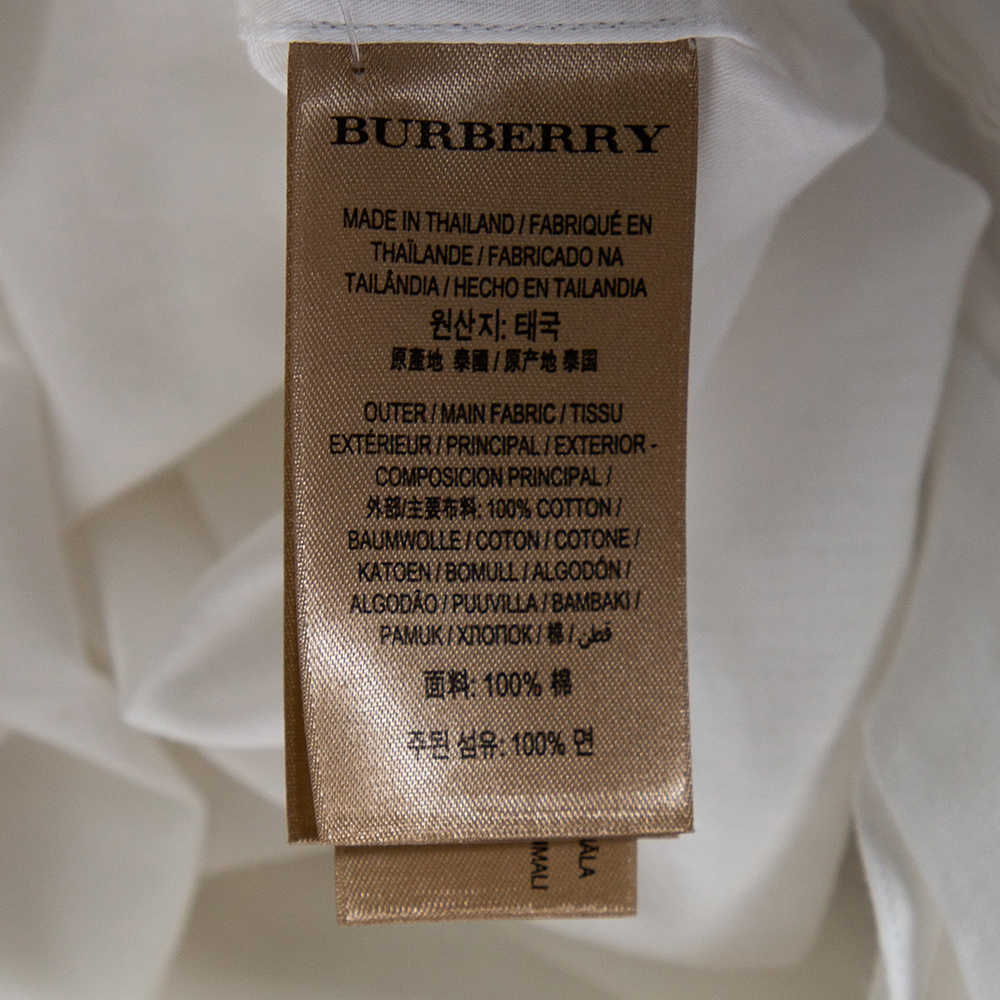 BURBERRY
MADE IN THAILAND / FABRIQUÉ EN
THAÏLANDE / FABRICADO NA
TAILÂNDIA / HECHO EN TAILANDIA
원산지: 태국
原產地 泰國 / 原产地 泰国
OUTER / MAIN FABRIC / TISSU
EXTÉRIEUR / PRINCIPAL / EXTERIOR -
COMPOSICION PRINCIPAL /
外部/主要布料: 100% COTTON /
BAUMWOLLE / COTON / COTONE /
KATOEN / BOMULL / ALGODÓN /
ALGODÃO / PUUVILLA / BAMBAKI /
PAMUK / ХЛОПОК / 棉 / قطن
面料: 100% 棉
주된 섬유: 100% 면
IMALI